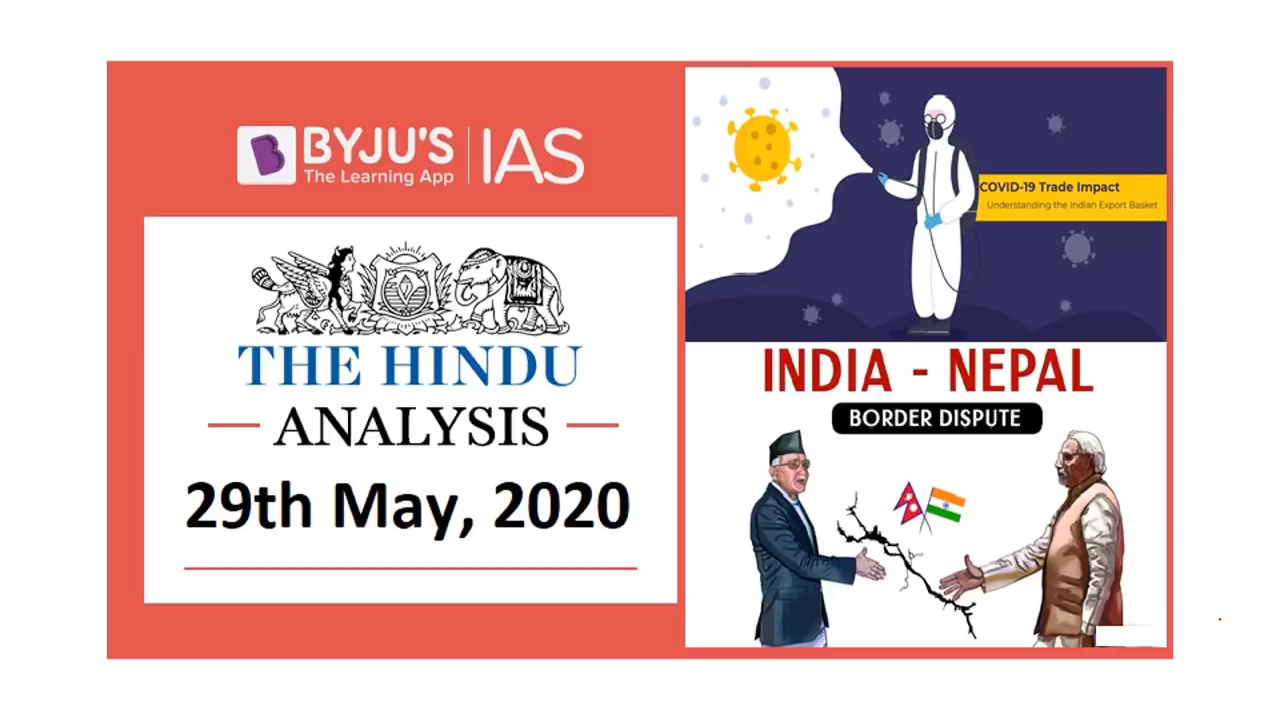 BYJU'S
The Learning App
IAS
THE HINDU
ANALYSIS
29th May, 2020
COVID-19 Trade Impact
Understanding the Indian Export Basket
INDIA - NEPAL
BORDER DISPUTE